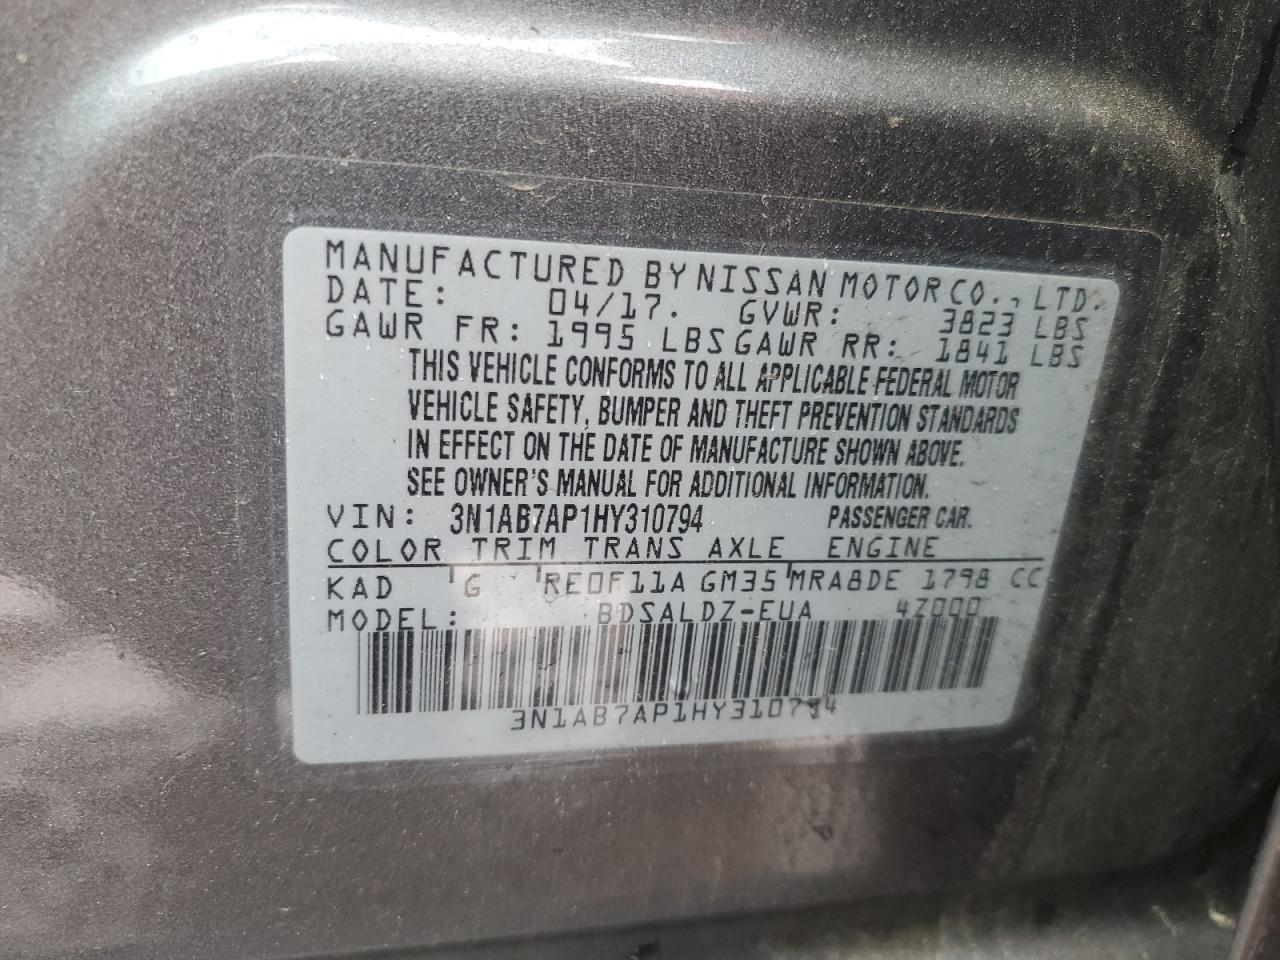 MANUFACTURED BY NISSAN MOTOR CO., LTD.
DATE: 04/17. GVWR: 3823 LBS
GAWR FR: 1995 LBS GAWR RR: 1841 LBS
THIS VEHICLE CONFORMS TO ALL APPLICABLE FEDERAL MOTOR
VEHICLE SAFETY, BUMPER AND THEFT PREVENTION STANDARDS
IN EFFECT ON THE DATE OF MANUFACTURE SHOWN ABOVE.
SEE OWNER'S MANUAL FOR ADDITIONAL INFORMATION.
VIN: 3N1AB7AP1HY310794 PASSENGER CAR.
COLOR TRIM TRANS AXLE ENGINE
KAD G RE0F11A GM35 MRA8DE 1798 CC
MODEL: BDSALDZ-EUA 4Z000
3N1AB7AP1HY310794